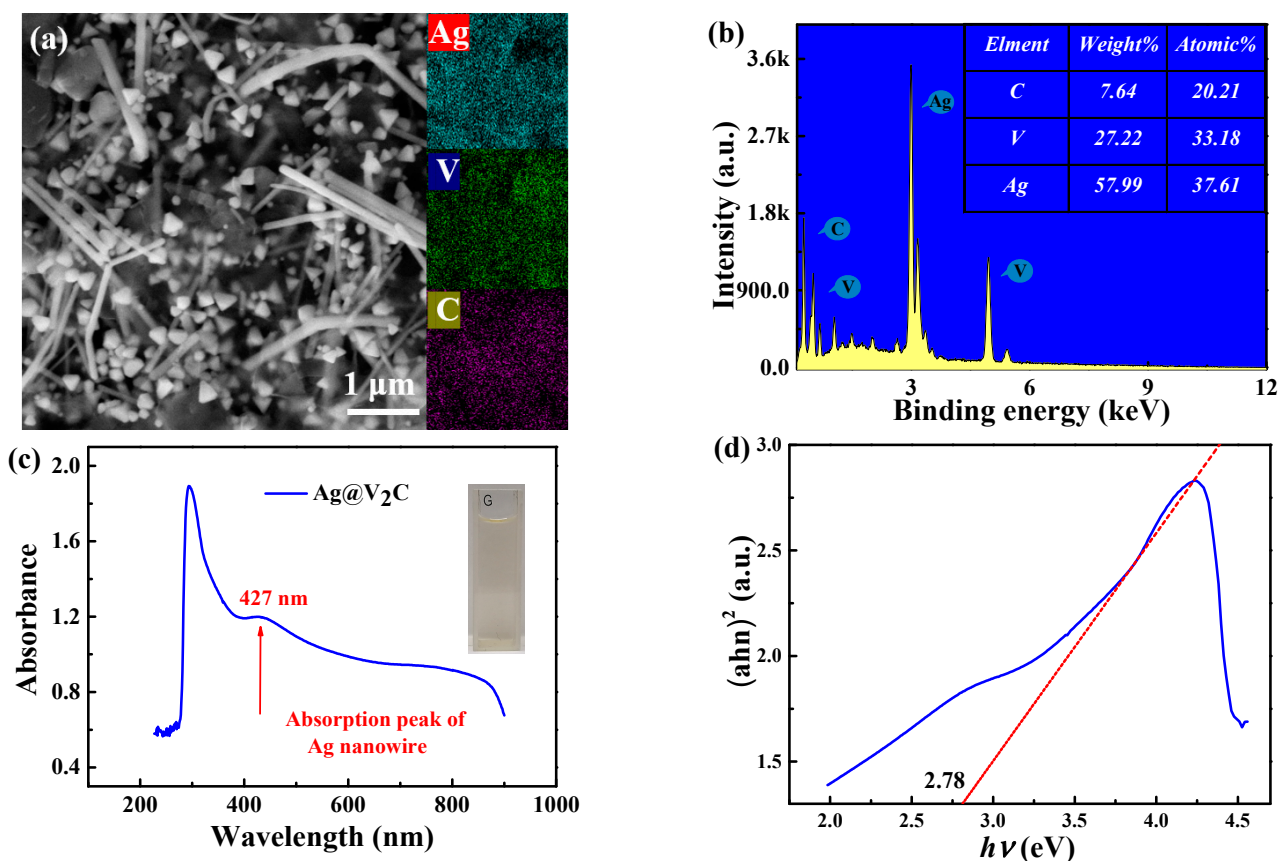 (a)
Ag
V
C
1 μm
(b)
Intensity (a.u.)
3.6k
2.7k
1.8k
900.0
0.0
Elment Weight% Atomic%
C 7.64 20.21
V 27.22 33.18
Ag 57.99 37.61
Ag
C
V
V
3 6 9 12
Binding energy (keV)
(c)
Absorbance
2.0
1.6
1.2
0.8
0.4
Ag@V2C
G
427 nm
Absorption peak of
Ag nanowire
200 400 600 800 1000
Wavelength (nm)
(d)
(ahn)2 (a.u.)
3.0
2.5
2.0
1.5
2.78
2.0 2.5 3.0 3.5 4.0 4.5
hν (eV)